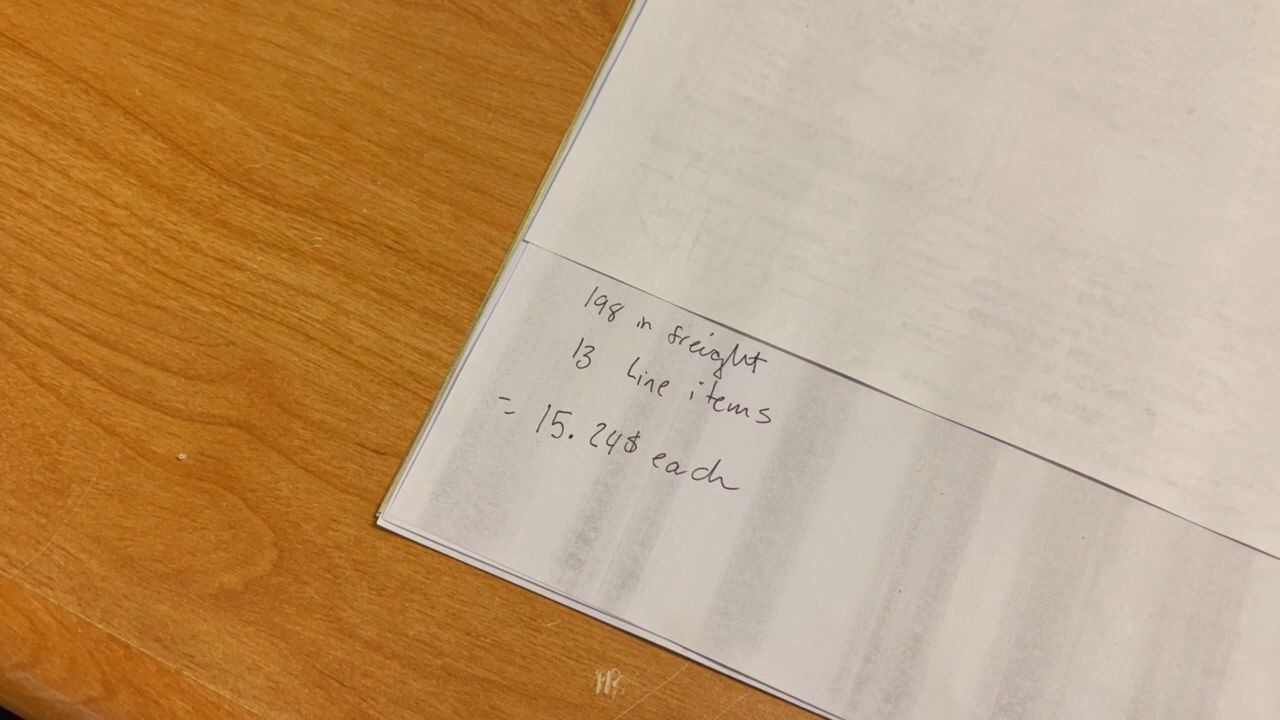 198 in freight
13 Line items
= 15.24$ each